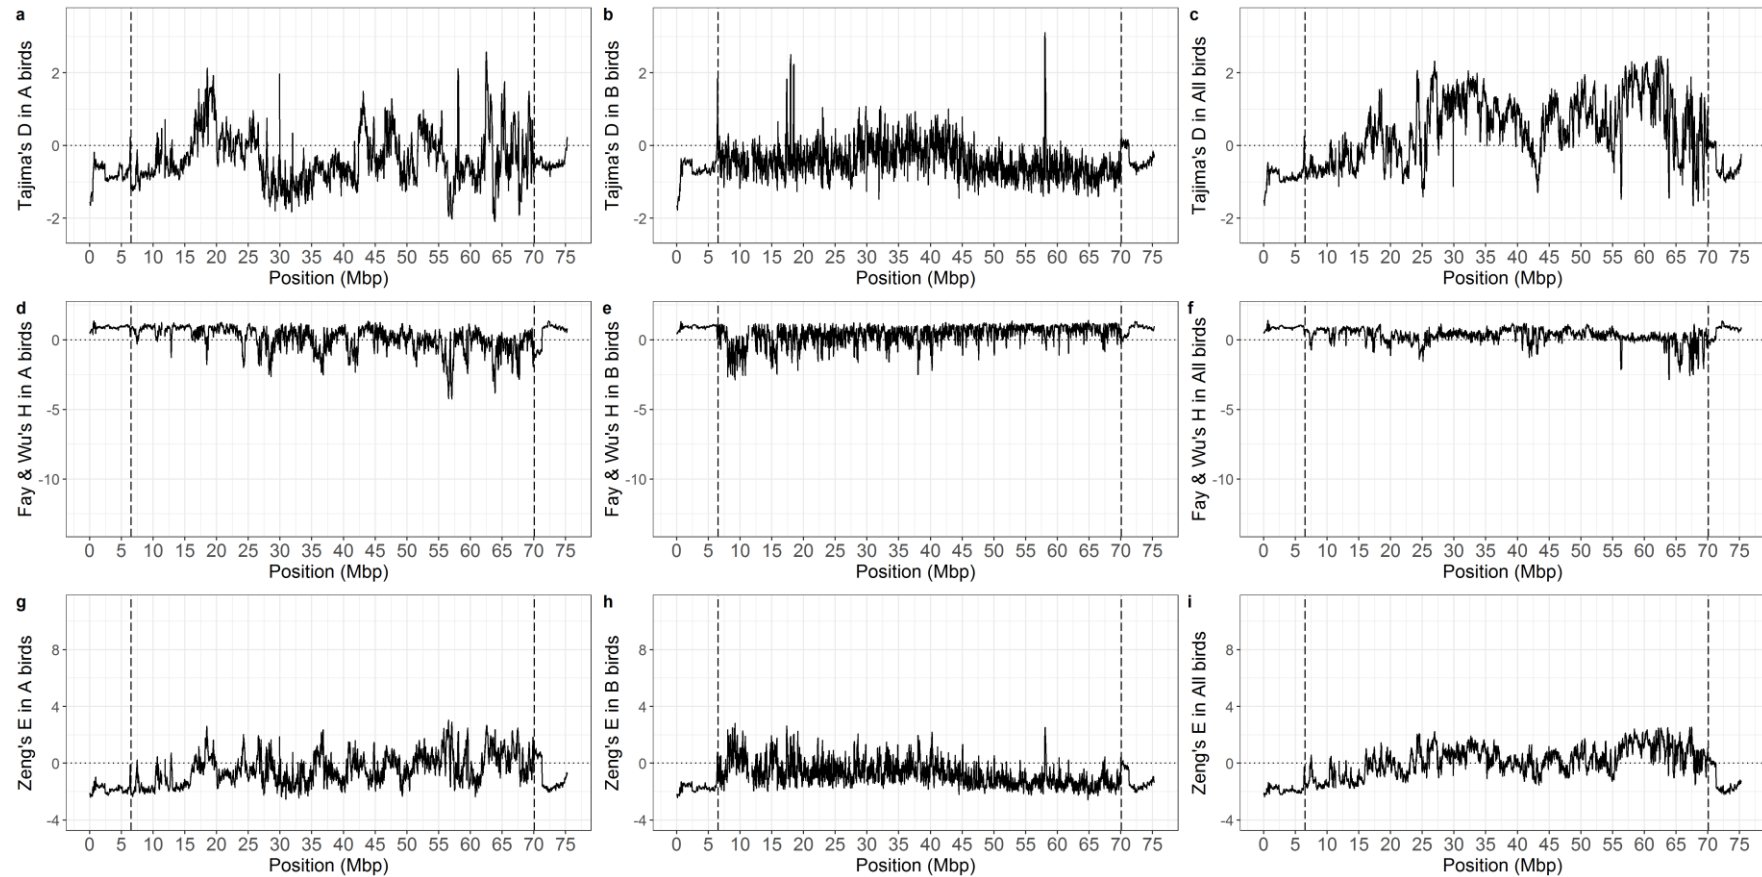 a
Tajima's D in A birds
2
0
-2
0 5 10 15 20 25 30 35 40 45 50 55 60 65 70 75
Position (Mbp)
b
Tajima's D in B birds
2
0
-2
0 5 10 15 20 25 30 35 40 45 50 55 60 65 70 75
Position (Mbp)
c
Tajima's D in All birds
2
0
-2
0 5 10 15 20 25 30 35 40 45 50 55 60 65 70 75
Position (Mbp)
d
Fay & Wu's H in A birds
0
-5
-10
0 5 10 15 20 25 30 35 40 45 50 55 60 65 70 75
Position (Mbp)
e
Fay & Wu's H in B birds
0
-5
-10
0 5 10 15 20 25 30 35 40 45 50 55 60 65 70 75
Position (Mbp)
f
Fay & Wu's H in All birds
0
-5
-10
0 5 10 15 20 25 30 35 40 45 50 55 60 65 70 75
Position (Mbp)
g
Zeng's E in A birds
8
4
0
-4
0 5 10 15 20 25 30 35 40 45 50 55 60 65 70 75
Position (Mbp)
h
Zeng's E in B birds
8
4
0
-4
0 5 10 15 20 25 30 35 40 45 50 55 60 65 70 75
Position (Mbp)
i
Zeng's E in All birds
8
4
0
-4
0 5 10 15 20 25 30 35 40 45 50 55 60 65 70 75
Position (Mbp)